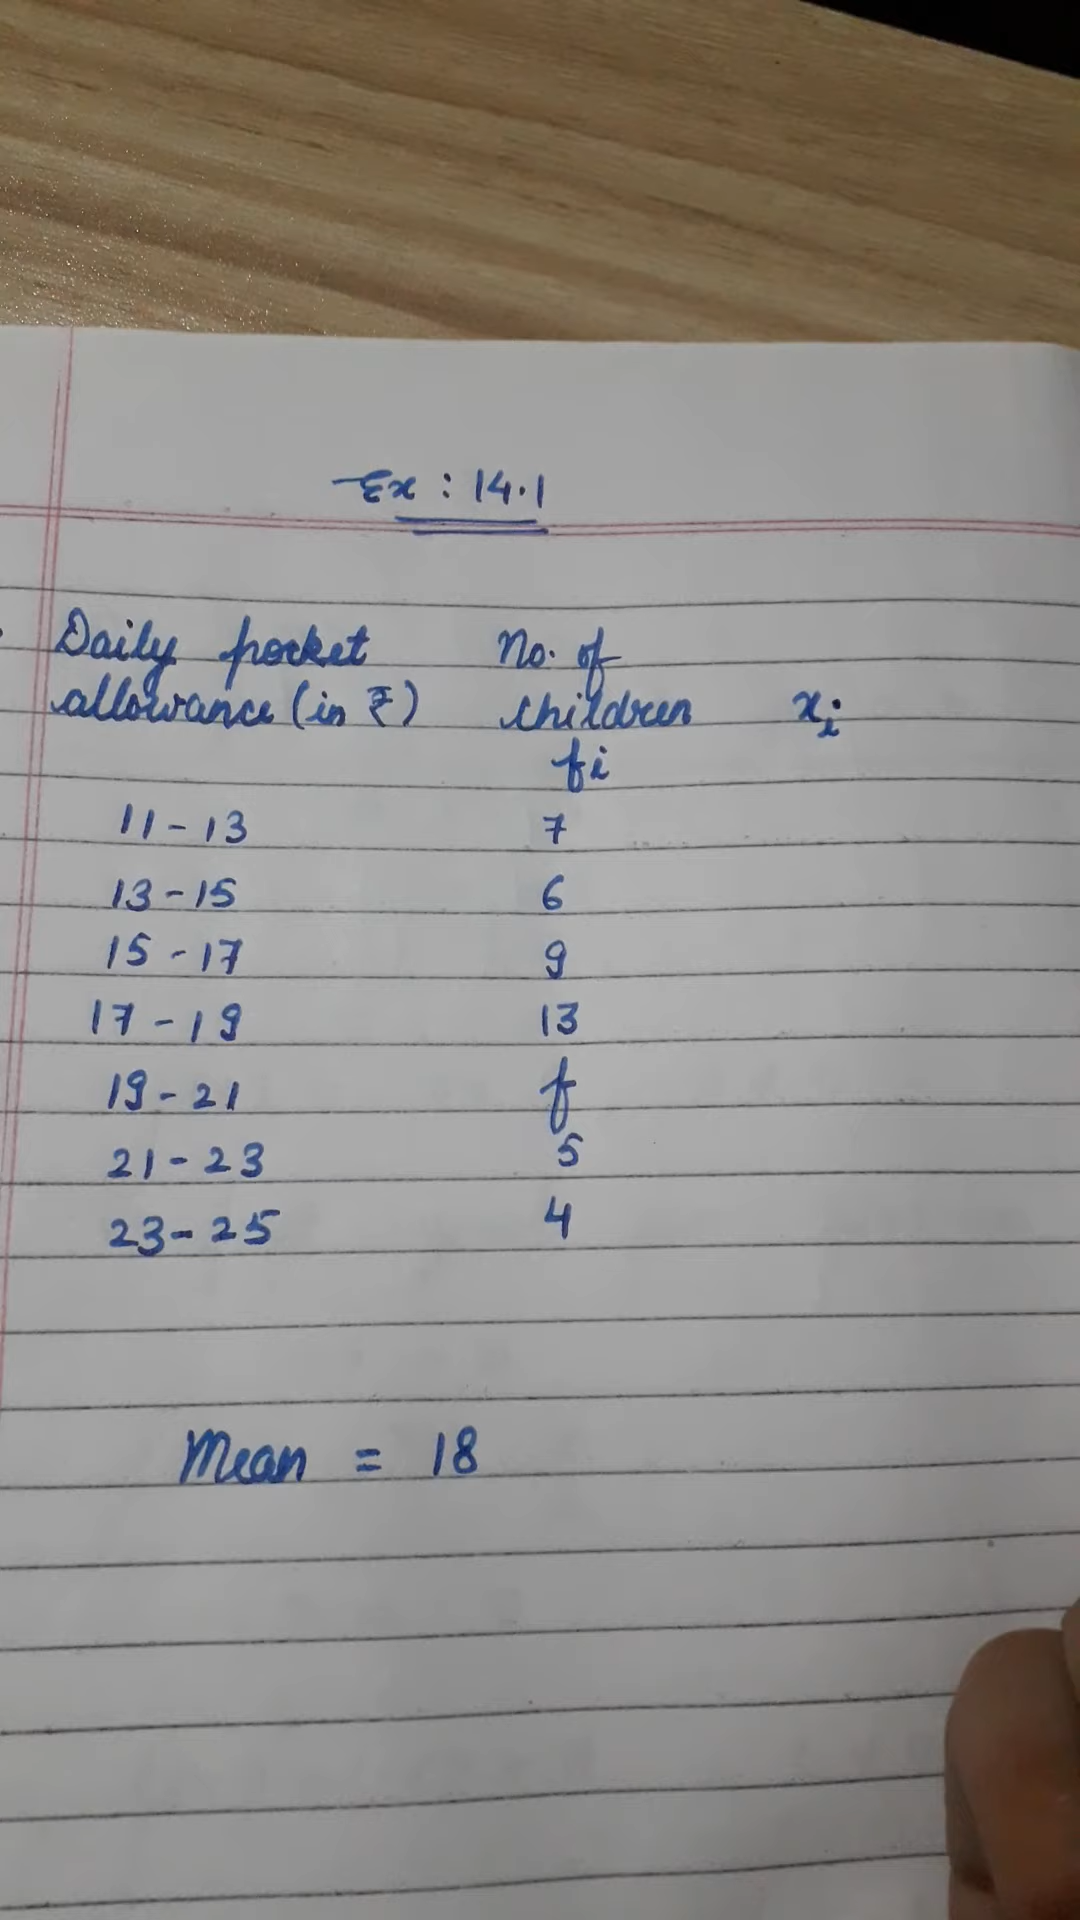 Ex : 14.1
Daily pocket No. of
allowance (in ₹) children xi
fi
11 - 13 7
13 - 15 6
15 - 17 9
17 - 19 13
19 - 21 f
21 - 23 5
23 - 25 4
Mean = 18